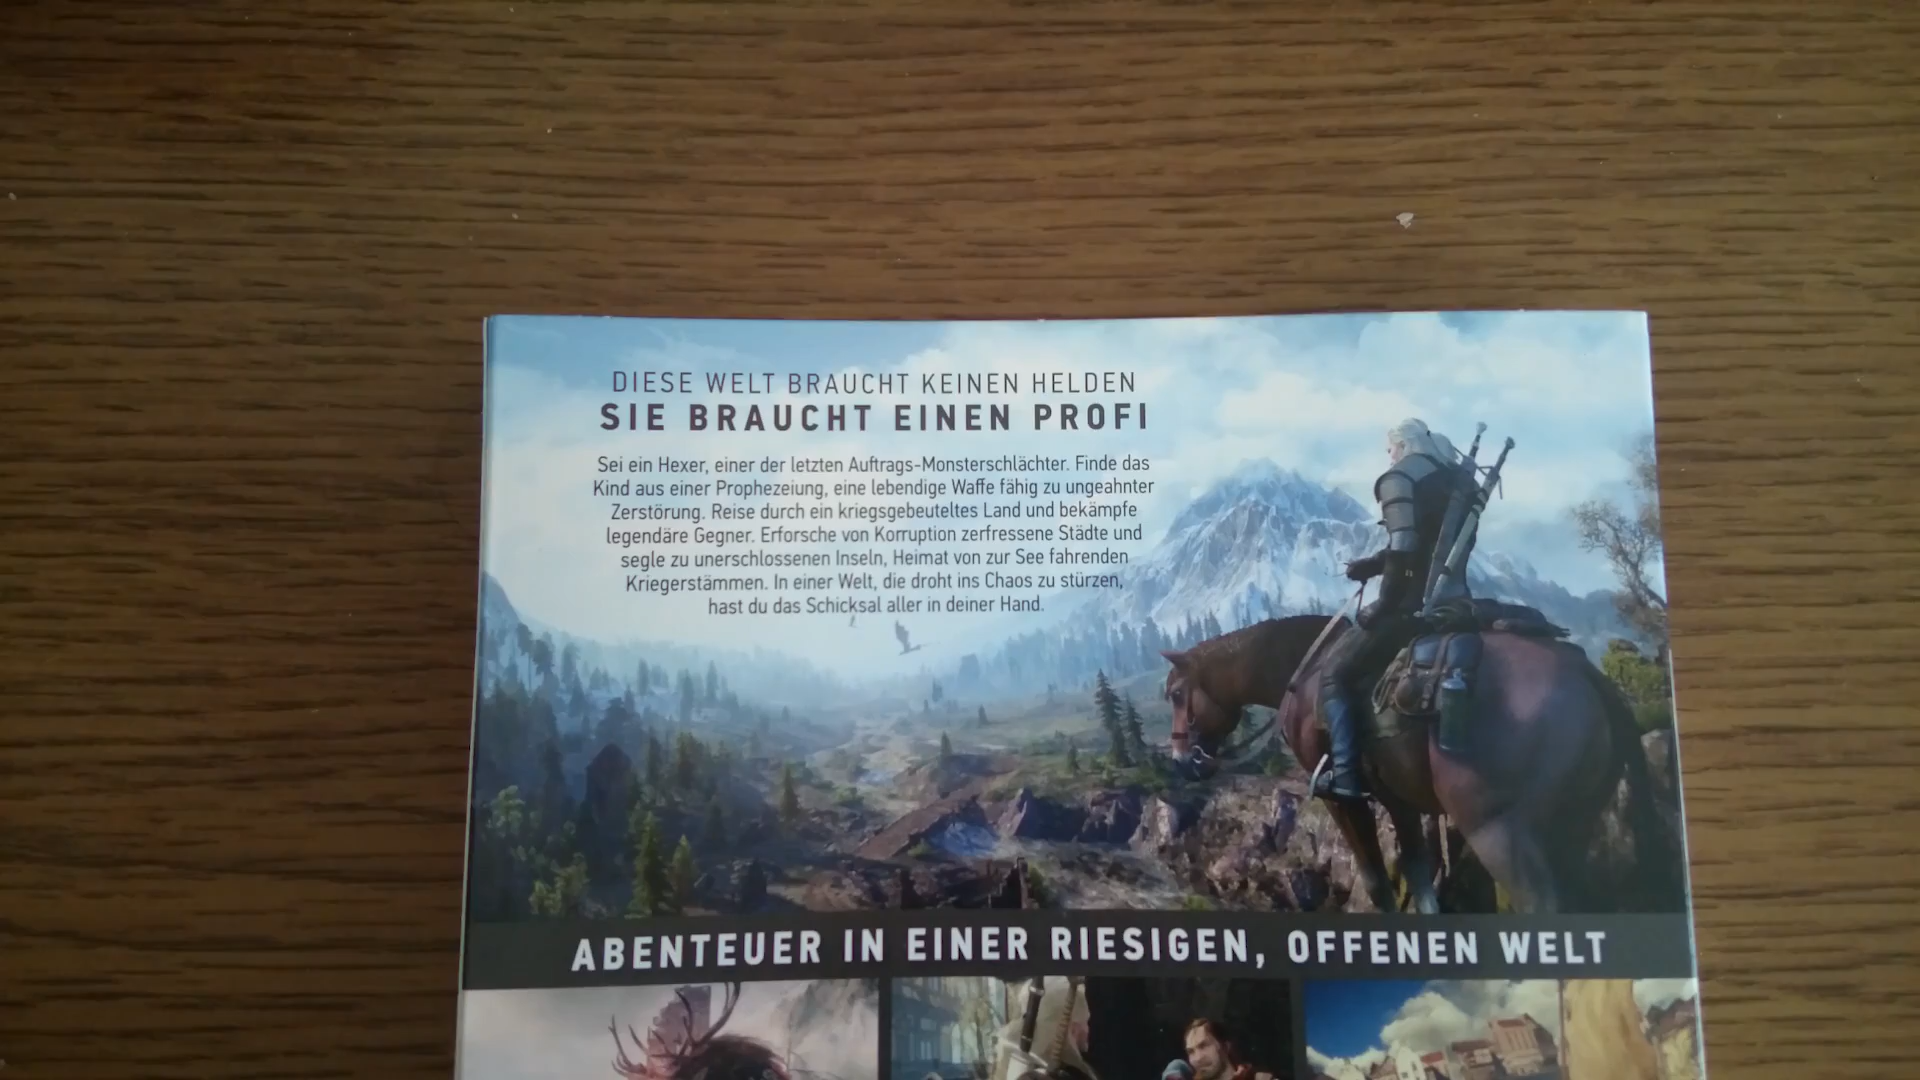 DIESE WELT BRAUCHT KEINEN HELDEN
SIE BRAUCHT EINEN PROFI
Sei ein Hexer, einer der letzten Auftrags-Monsterschlächter. Finde das
Kind aus einer Prophezeiung, eine lebendige Waffe fähig zu ungeahnter
Zerstörung. Reise durch ein kriegsgebeuteltes Land und bekämpfe
legendäre Gegner. Erforsche von Korruption zerfressene Städte und
segle zu unerschlossenen Inseln, Heimat von zur See fahrenden
Kriegerstämmen. In einer Welt, die droht ins Chaos zu stürzen,
hast du das Schicksal aller in deiner Hand.
ABENTEUER IN EINER RIESIGEN, OFFENEN WELT